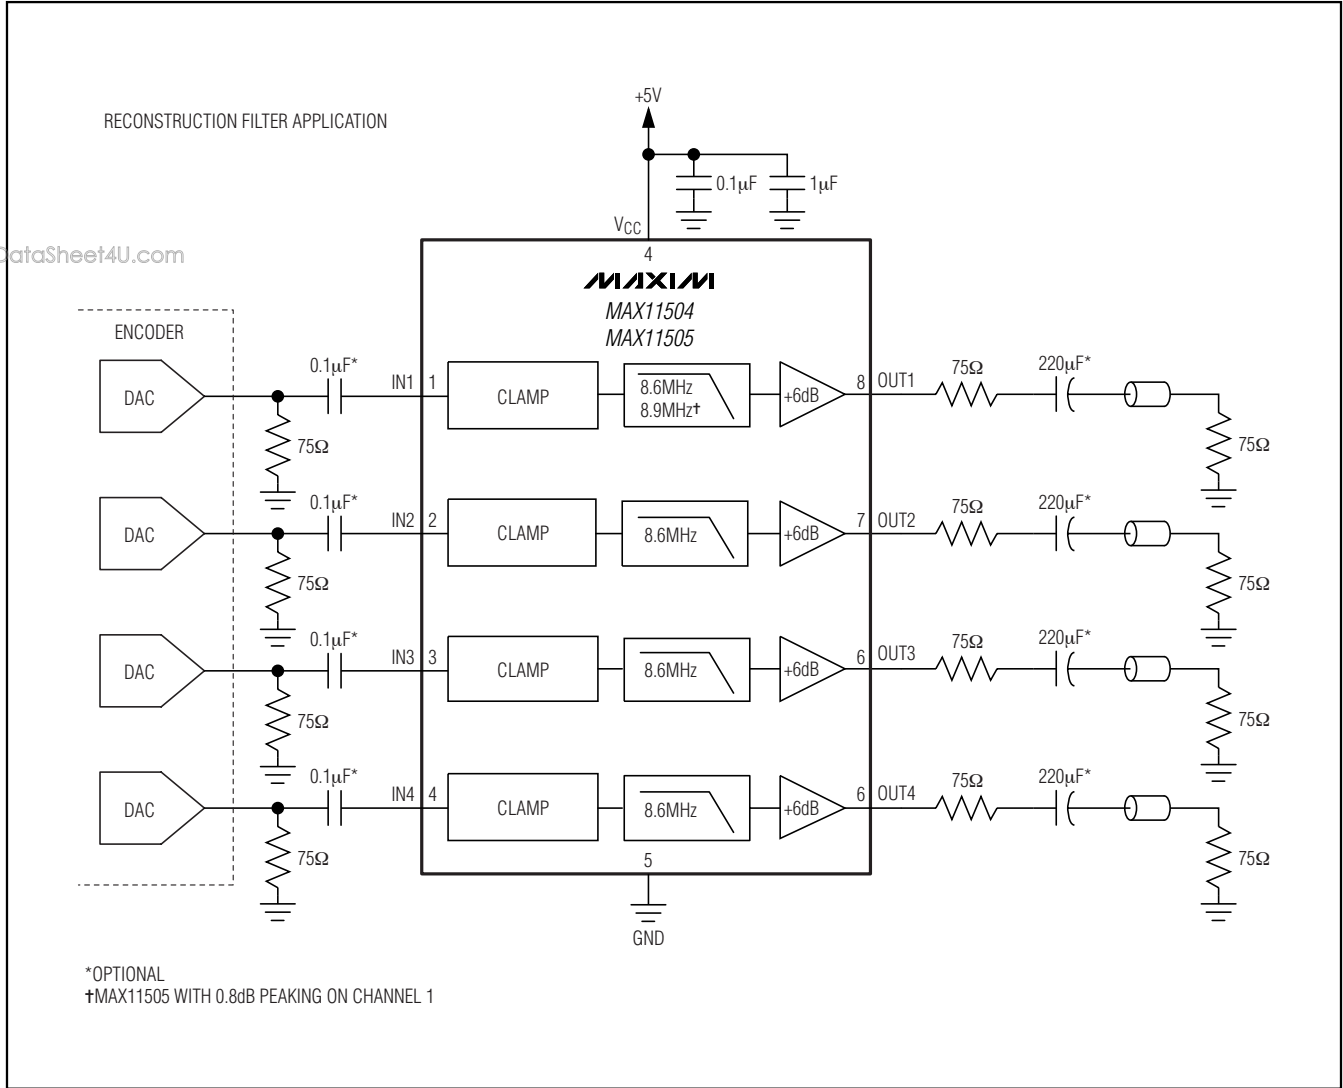 +5V
RECONSTRUCTION FILTER APPLICATION
0.1µF
1µF
VCC
DataSheet4U.com
4
MAXIM
MAX11504
MAX11505
ENCODER
DAC
0.1µF*
IN1
1
CLAMP
8.6MHz
8.9MHz†
+6dB
8
OUT1
75Ω
220µF*
75Ω
75Ω
DAC
0.1µF*
IN2
2
CLAMP
8.6MHz
+6dB
7
OUT2
75Ω
220µF*
75Ω
75Ω
DAC
0.1µF*
IN3
3
CLAMP
8.6MHz
+6dB
6
OUT3
75Ω
220µF*
75Ω
75Ω
DAC
0.1µF*
IN4
4
CLAMP
8.6MHz
+6dB
6
OUT4
75Ω
220µF*
75Ω
75Ω
5
GND
*OPTIONAL
†MAX11505 WITH 0.8dB PEAKING ON CHANNEL 1